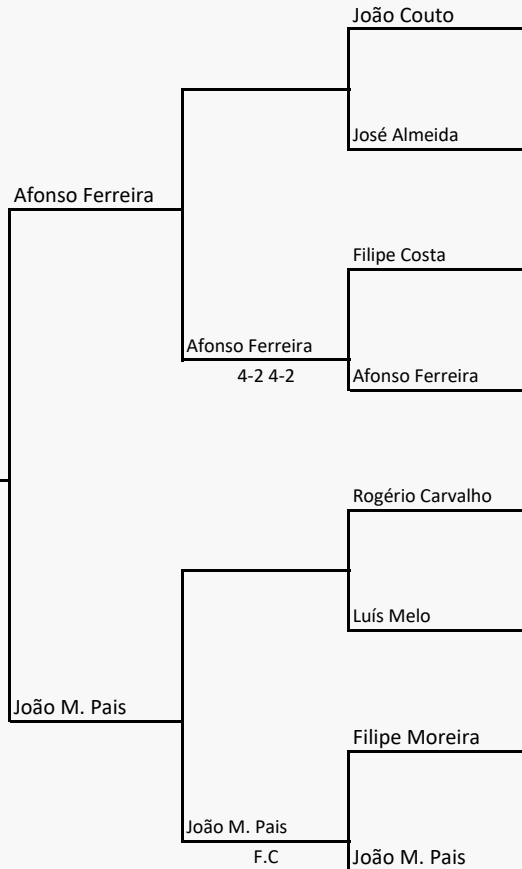 João Couto
José Almeida
Afonso Ferreira
Filipe Costa
Afonso Ferreira
4-2 4-2
Afonso Ferreira
Rogério Carvalho
Luís Melo
João M. Pais
Filipe Moreira
João M. Pais
F.C
João M. Pais